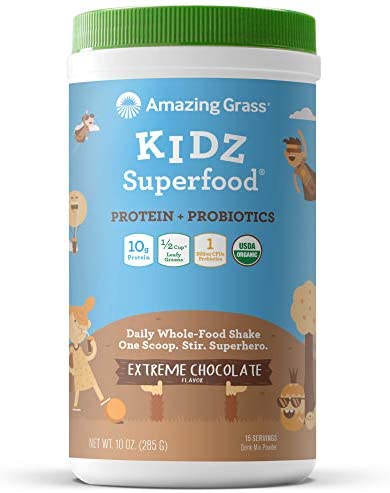 Amazing Grass®
KIDZ
Superfood®
PROTEIN + PROBIOTICS
10g
Protein
1/2 Cup*
Leafy
Greens
1
Billion CFUs
Probiotics
USDA
ORGANIC
Daily Whole-Food Shake
One Scoop. Stir. Superhero.
EXTREME CHOCOLATE
FLAVOR
NET WT. 10 OZ. (285 G)
15 SERVINGS
Drink Mix Powder